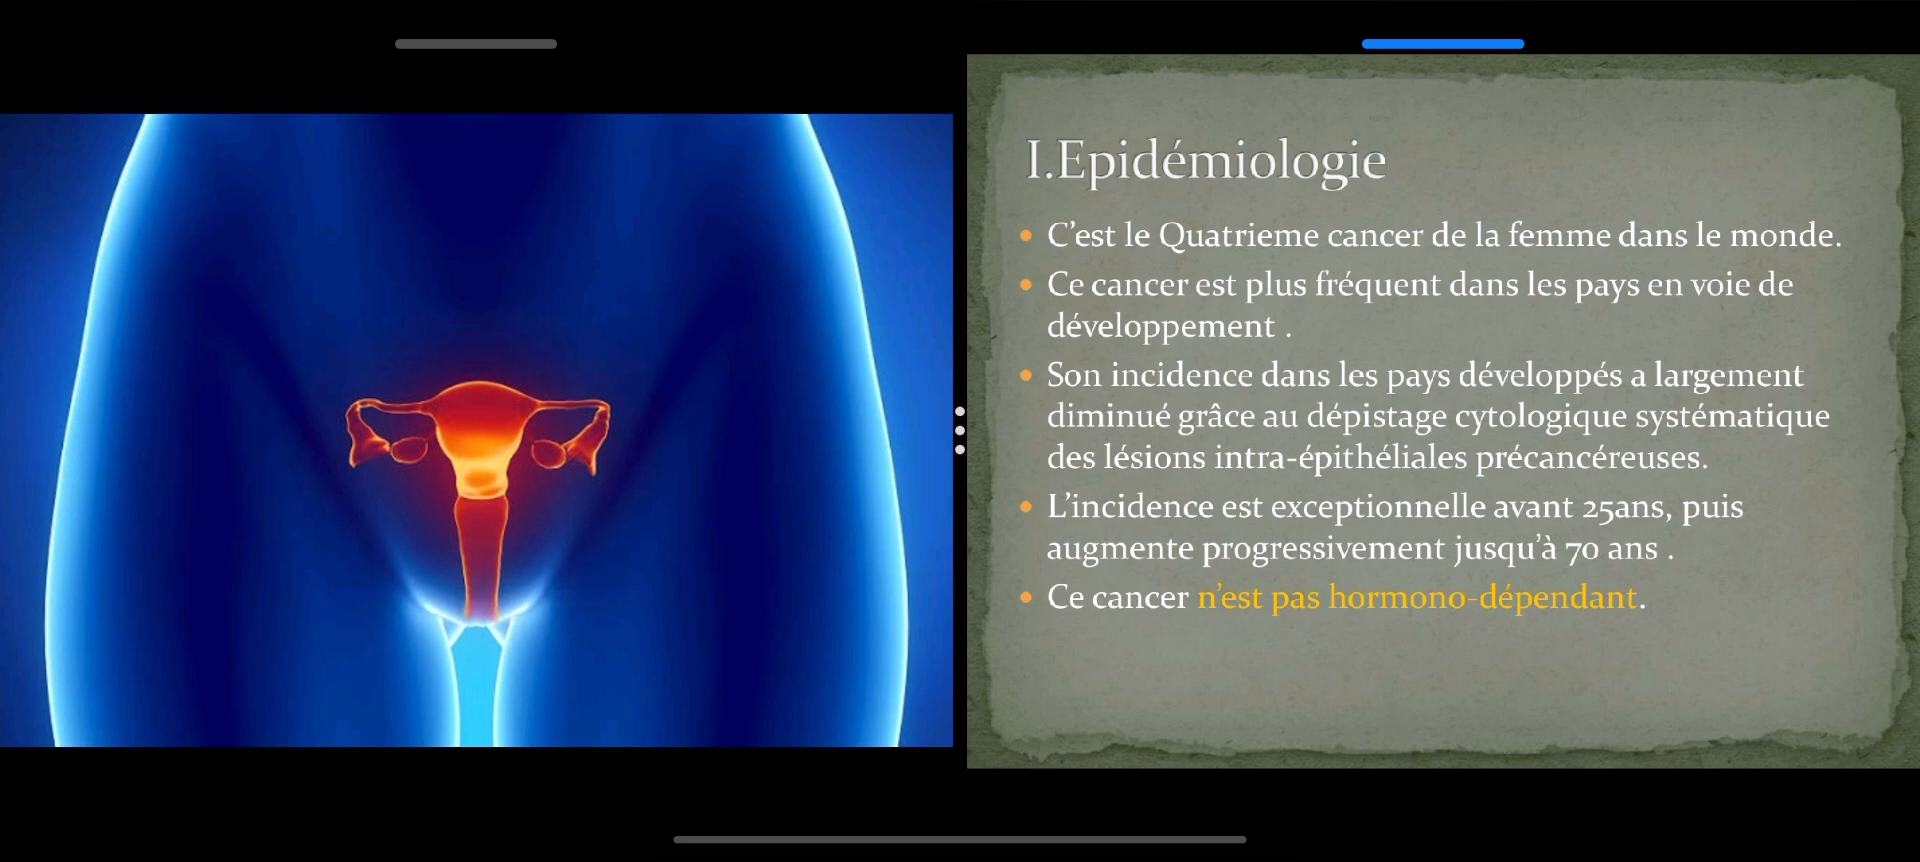 I.Epidémiologie
• C’est le Quatrieme cancer de la femme dans le monde.
• Ce cancer est plus fréquent dans les pays en voie de
développement .
• Son incidence dans les pays développés a largement
diminué grâce au dépistage cytologique systématique
des lésions intra-épithéliales précancéreuses.
• L’incidence est exceptionnelle avant 25ans, puis
augmente progressivement jusqu’à 70 ans .
• Ce cancer n’est pas hormono-dépendant.